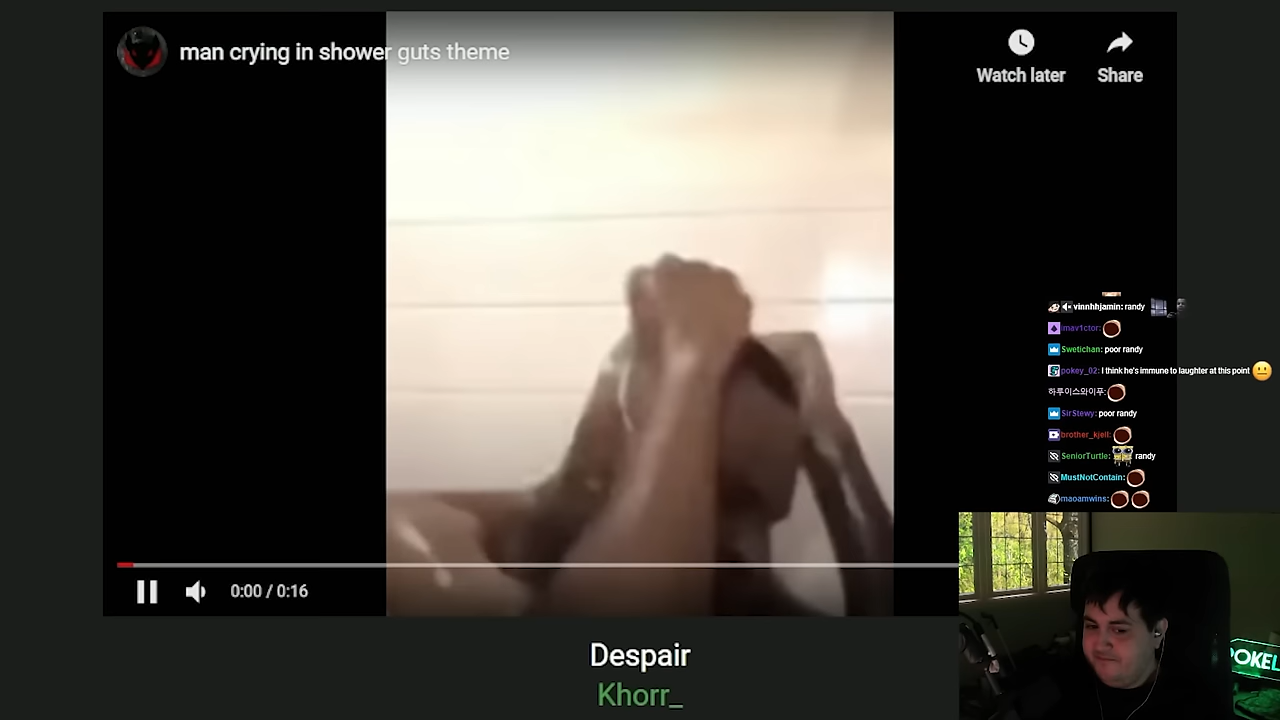 man crying in shower guts theme
Watch later
Share
vinnhhjamin: randy
mav1ctor:
Swetichan: poor randy
pokey_02: I think he's immune to laughter at this point
하루이스와이푸:
SirStewy: poor randy
brother_kjell:
SeniorTurtle: randy
MustNotContain:
maoamwins:
0:00 / 0:16
Despair
Khorr_
POKEL